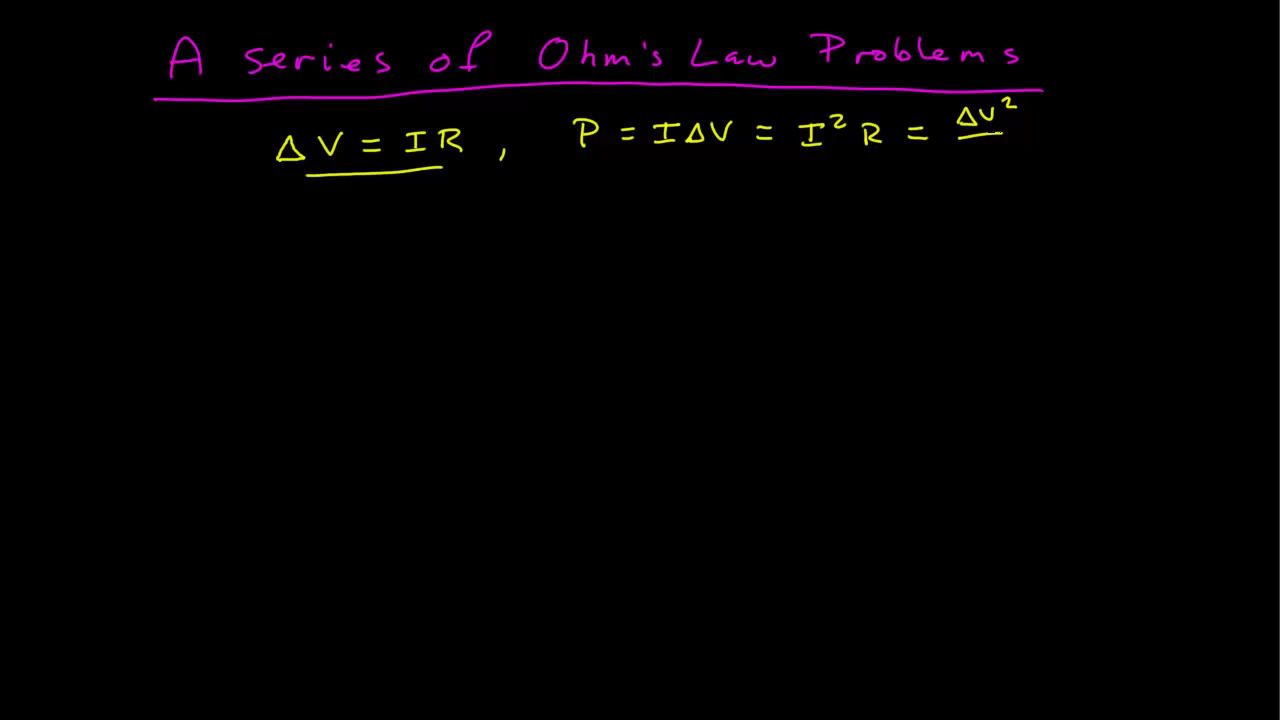 A series of Ohm's Law Problems
ΔV = IR , P = IΔV = I²R = ΔV²